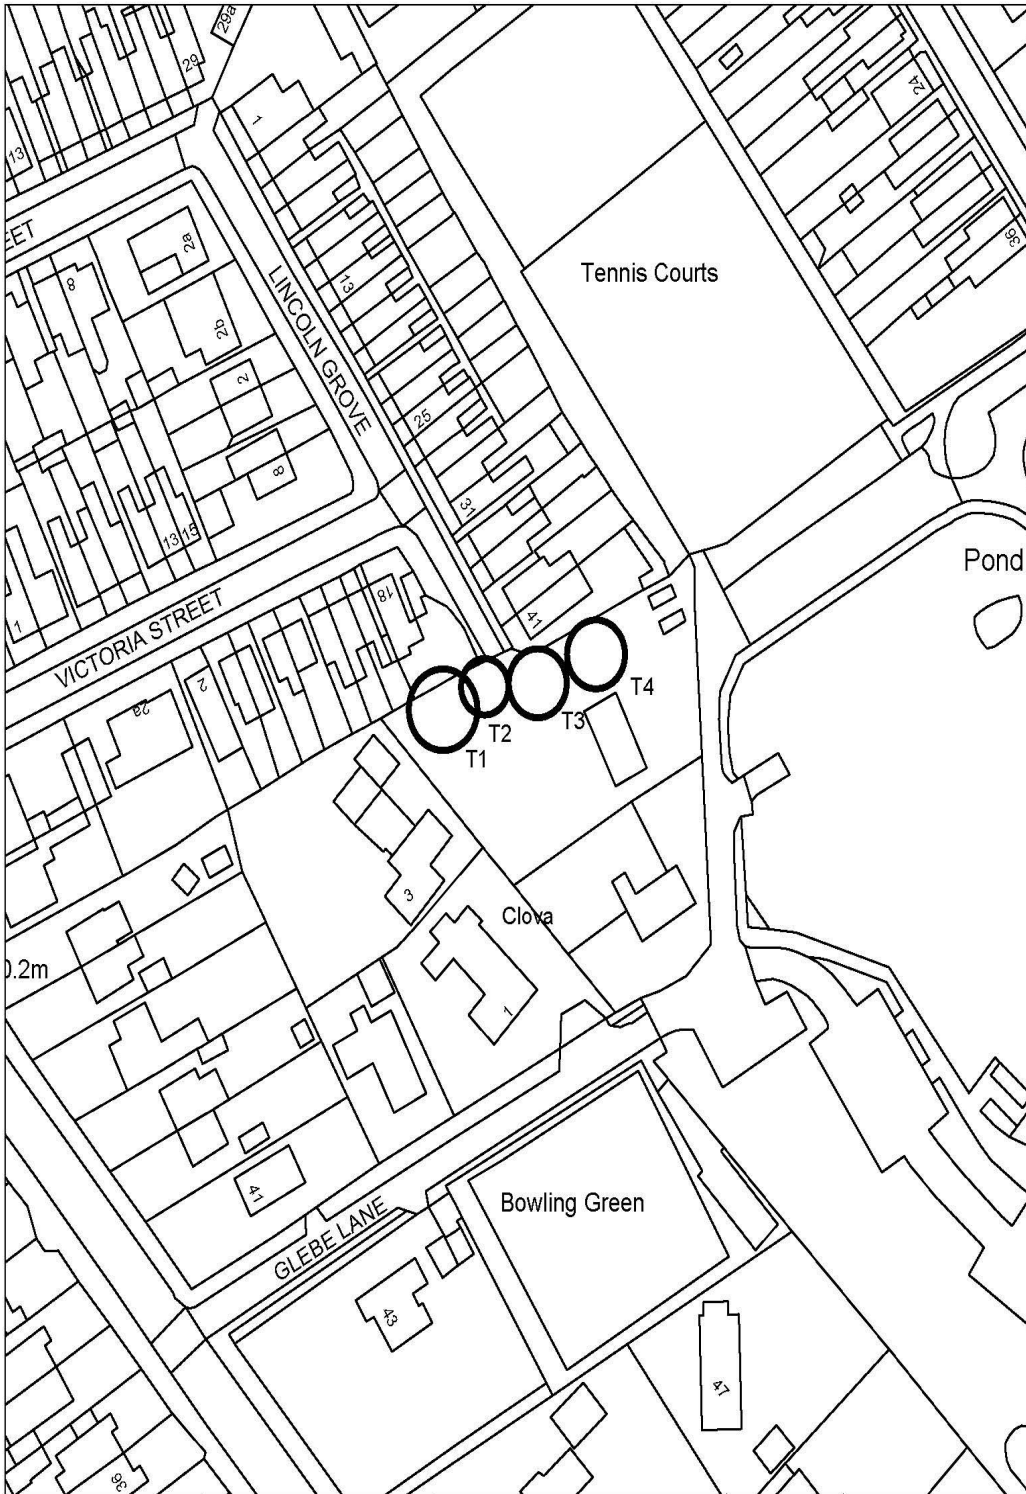 29a
29
1
24
13
EET
2a
8
36
Tennis Courts
13
LINCOLN GROVE
2b
2
25
8
31
13
15
Pond
18
41
1
VICTORIA STREET
2
2a
T4
T2
T3
T1
3
Clova
0.2m
1
41
Bowling Green
GLEBE LANE
43
47
36